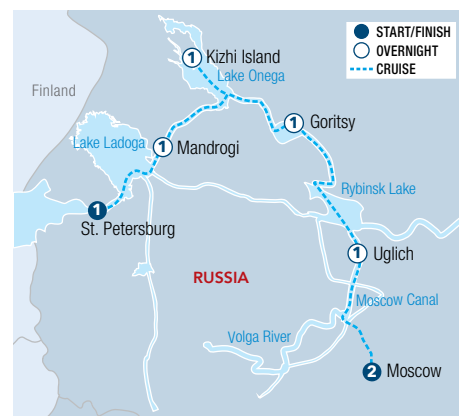 START/FINISH
OVERNIGHT
CRUISE
1 Kizhi Island
Lake Onega
Finland
1 Goritsy
Lake Ladoga
1 Mandrogi
Rybinsk Lake
1
St. Petersburg
1 Uglich
RUSSIA
Moscow Canal
Volga River
2 Moscow